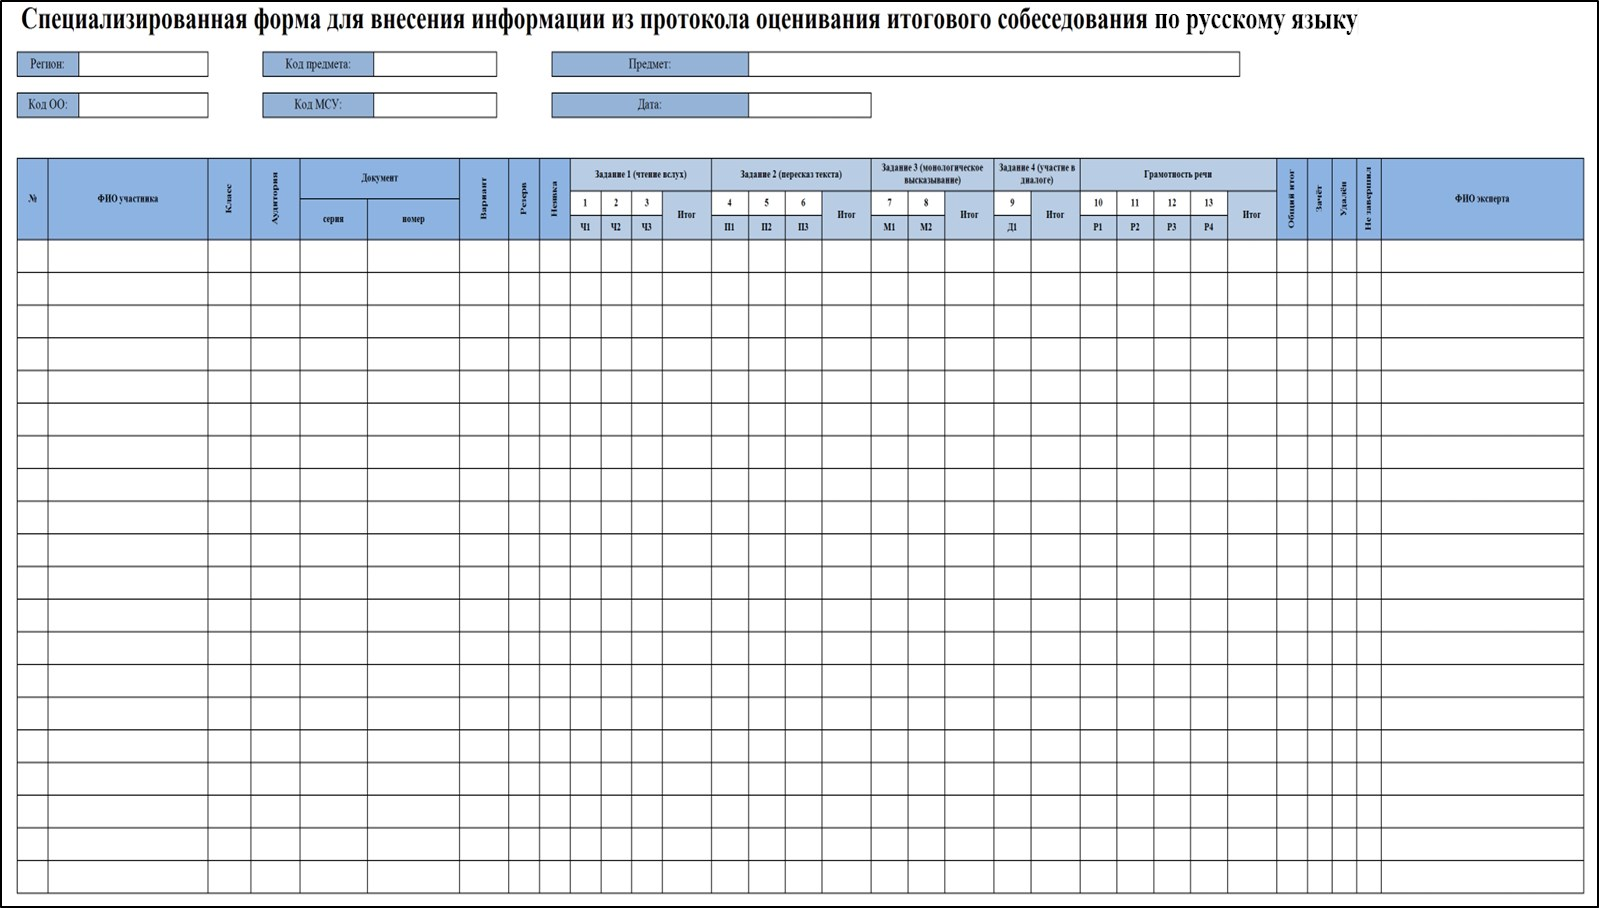 Специализированная форма для внесения информации из протокола оценивания итогового собеседования по русскому языку
Регион: Код предмета: Предмет:
Код ОО: Код МСУ: Дата:
№ ФИО участника Класс Аудитории Документ Вариант Резерв Неявка Задание 1 (чтение вслух) Задание 2 (пересказ текста) Задание 3 (монологическое высказывание) Задание 4 (участие в диалоге) Грамотность речи Общий итог Зачёт Удалён Не завершил ФИО эксперта
серия номер
1 2 3 Итог 4 5 6 Итог 7 8 Итог 9 Итог 10 11 12 13 Итог
Ч1 Ч2 Ч3 П1 П2 П3 М1 М2 Д1 Р1 Р2 Р3 Р4